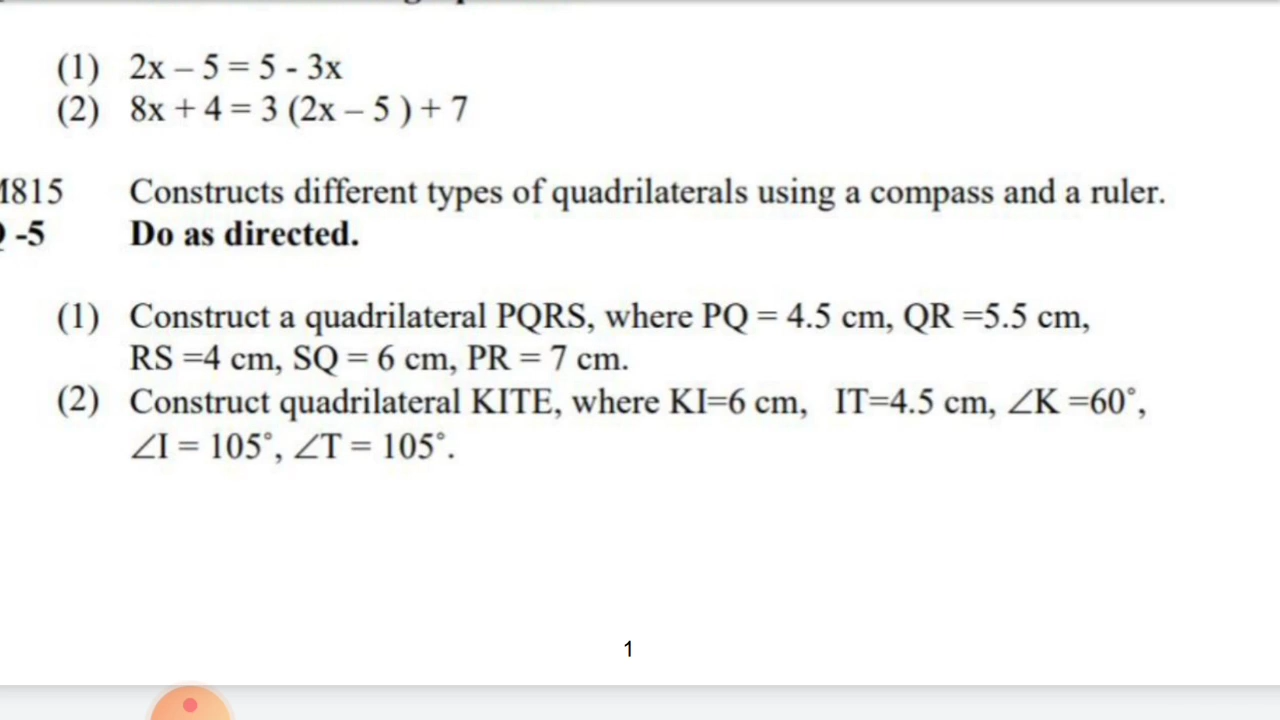 (1) 2x – 5 = 5 - 3x
(2) 8x + 4 = 3 (2x – 5 ) + 7
815 Constructs different types of quadrilaterals using a compass and a ruler.
-5 Do as directed.
(1) Construct a quadrilateral PQRS, where PQ = 4.5 cm, QR =5.5 cm,
RS =4 cm, SQ = 6 cm, PR = 7 cm.
(2) Construct quadrilateral KITE, where KI=6 cm, IT=4.5 cm, ∠K =60°,
∠I = 105°, ∠T = 105°.
1